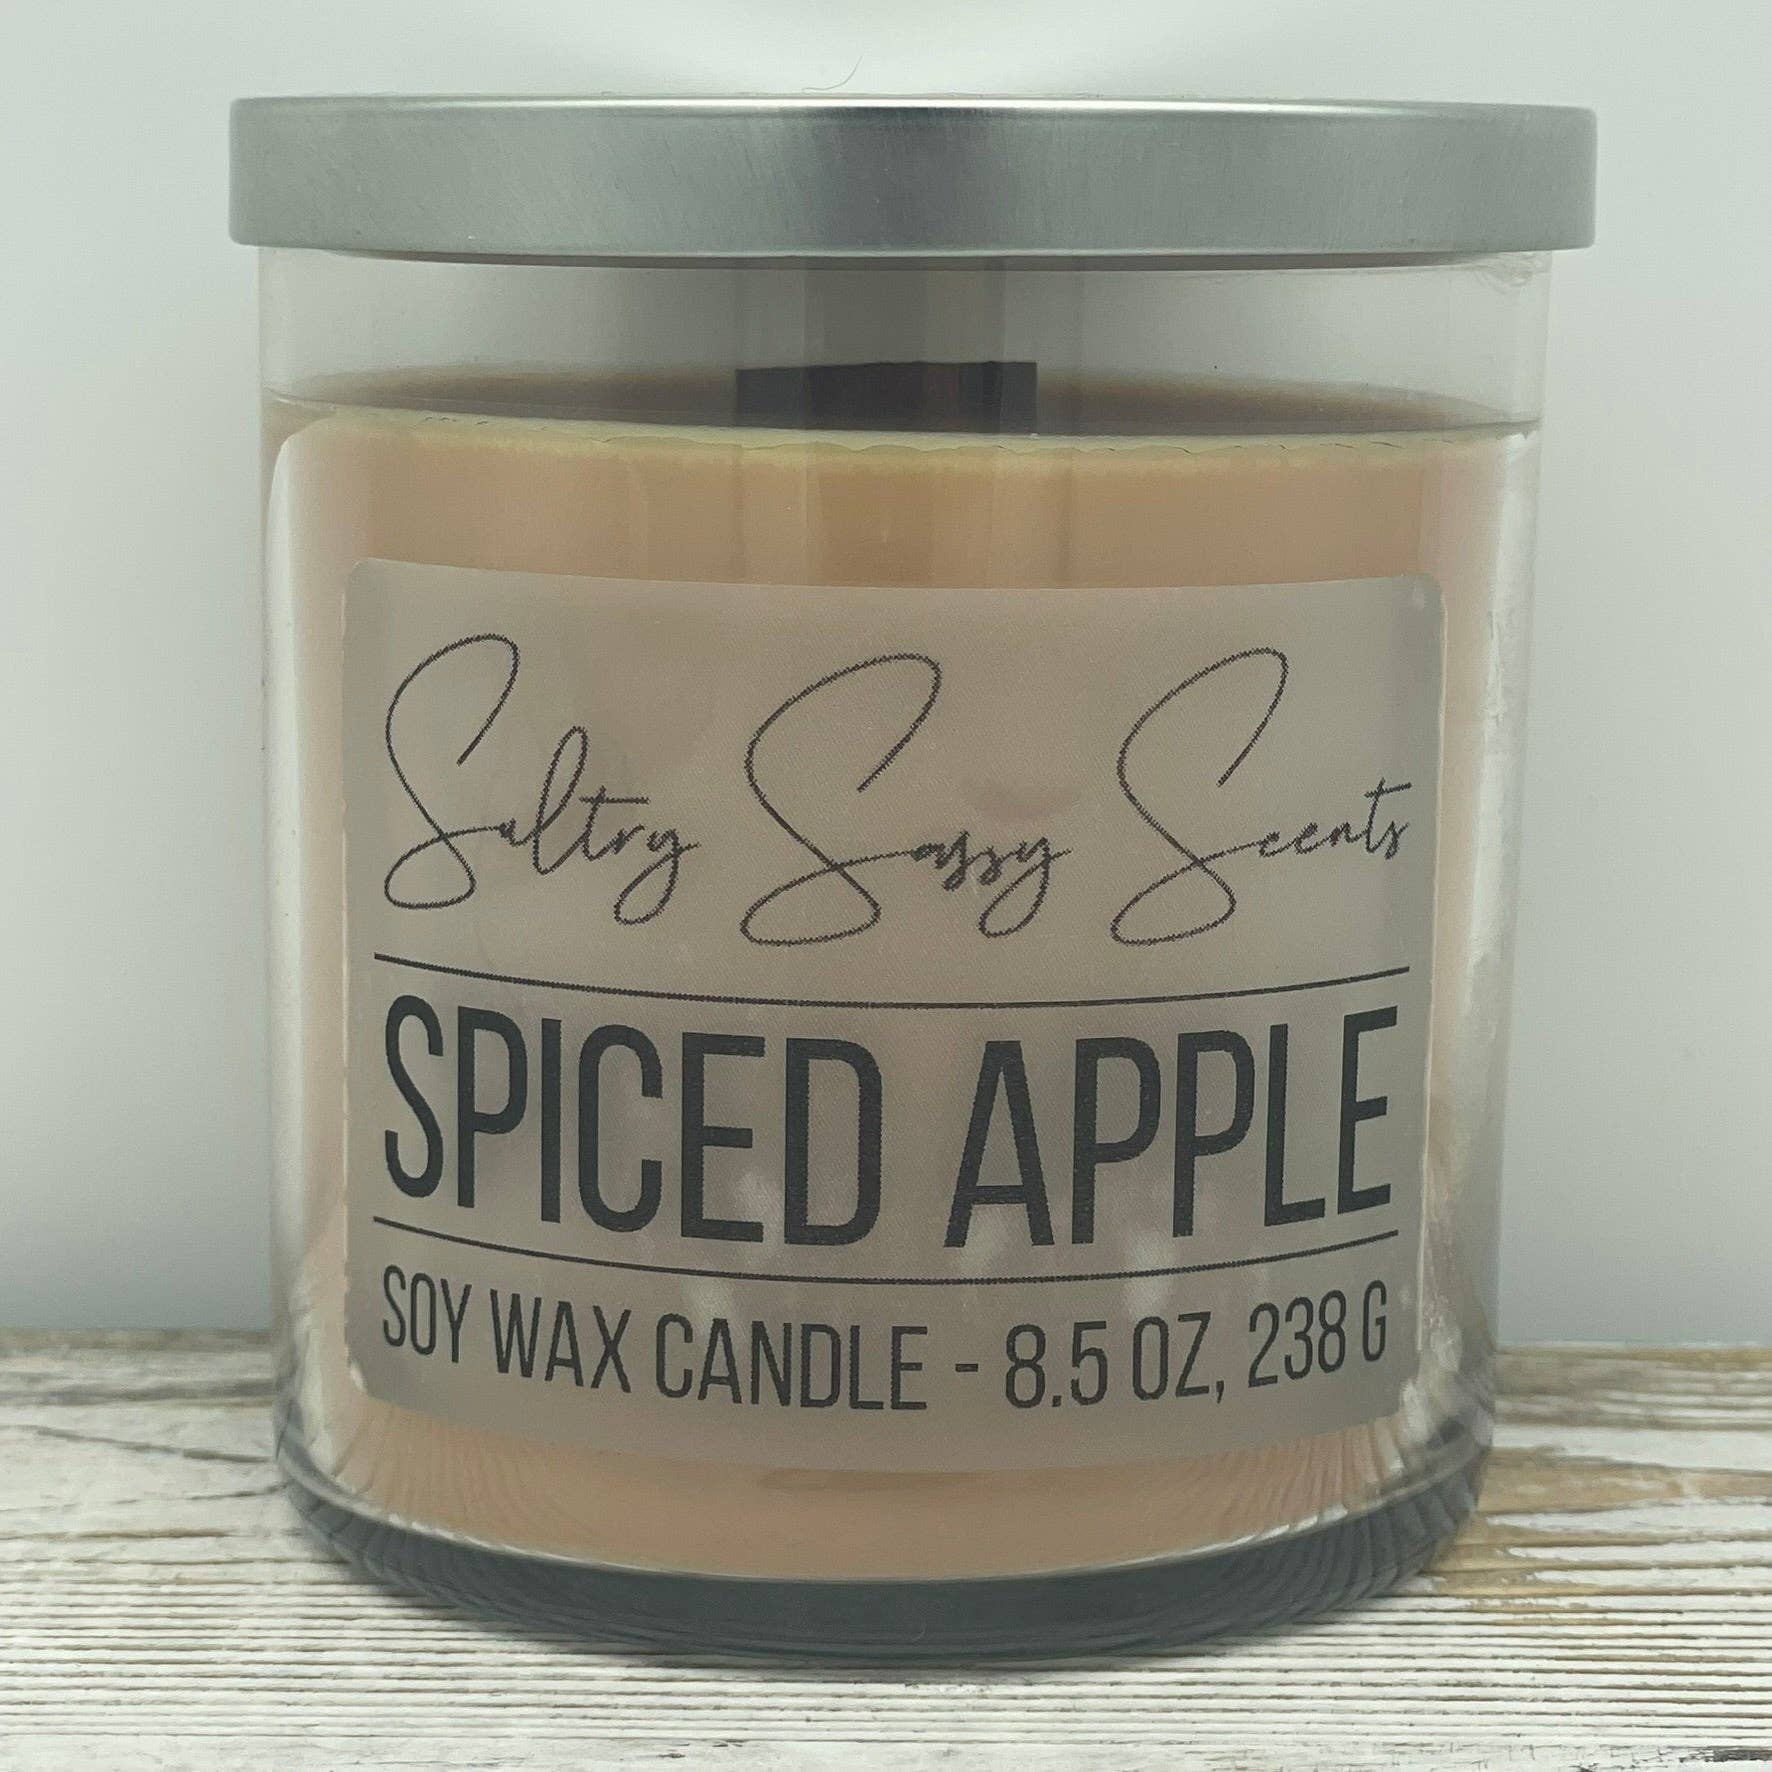 Sultry Sassy Scents
SPICED APPLE
SOY WAX CANDLE - 8.5 OZ, 238 G